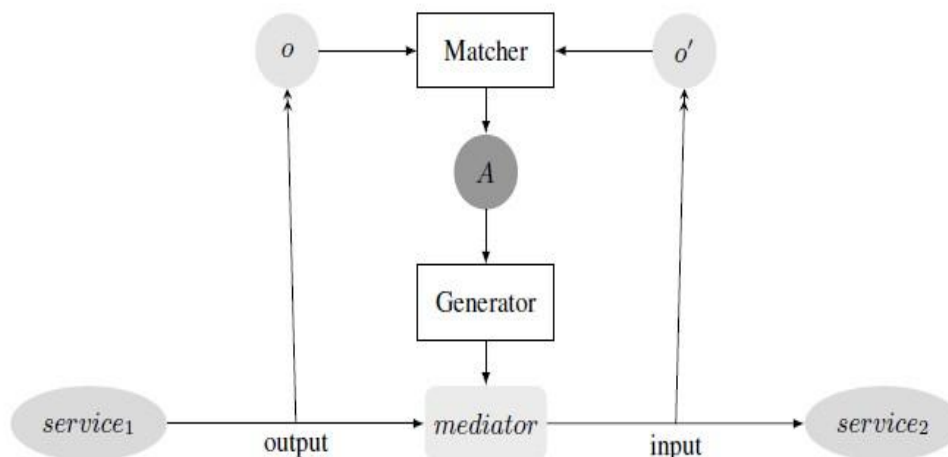 o
Matcher
o′
A
Generator
service₁
output
mediator
input
service₂